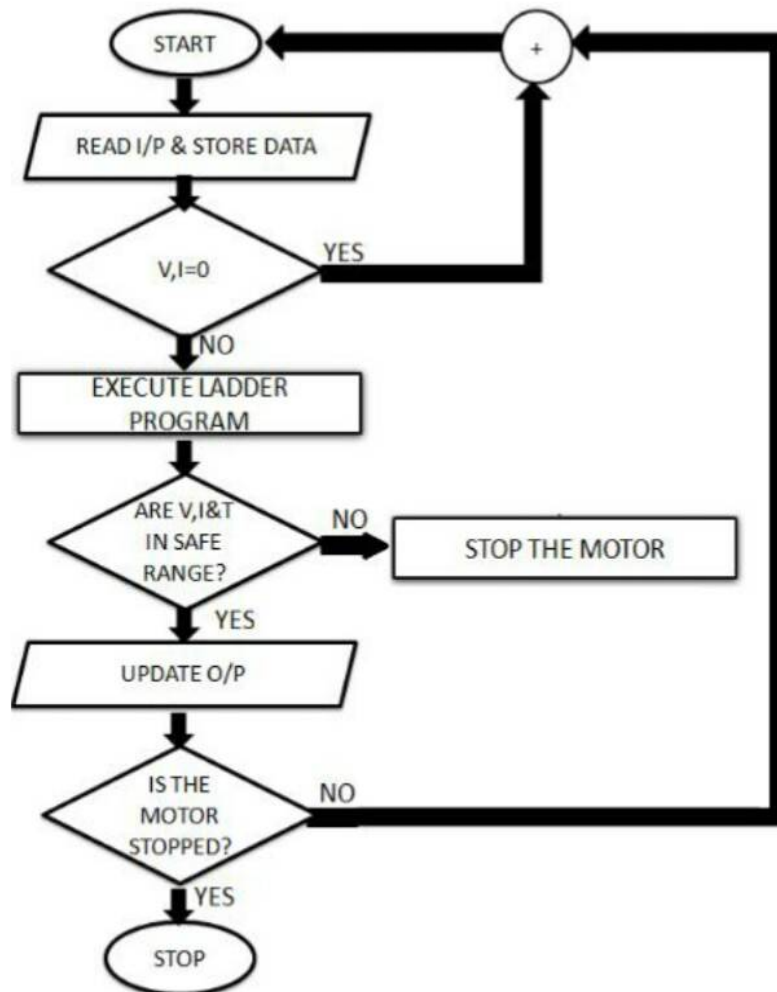 START
+
READ I/P & STORE DATA
V,I=0
YES
NO
EXECUTE LADDER
PROGRAM
ARE V,I&T
IN SAFE
RANGE?
NO
STOP THE MOTOR
YES
UPDATE O/P
IS THE
MOTOR
STOPPED?
NO
YES
STOP